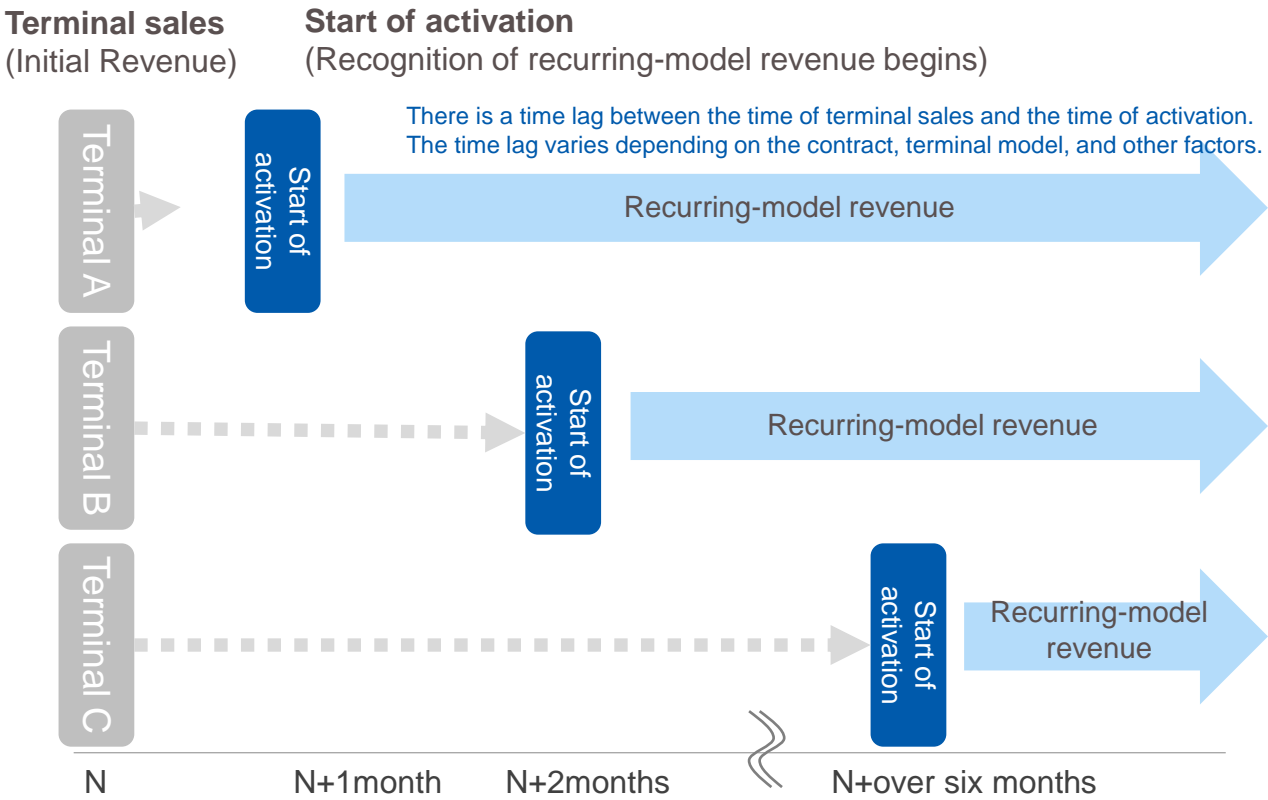 Terminal sales
(Initial Revenue)
Start of activation
(Recognition of recurring-model revenue begins)
There is a time lag between the time of terminal sales and the time of activation.
The time lag varies depending on the contract, terminal model, and other factors.
Terminal A
Start of
activation
Recurring-model revenue
Terminal B
Start of
activation
Recurring-model revenue
Terminal C
Start of
activation
Recurring-model
revenue
N
N+1month
N+2months
N+over six months